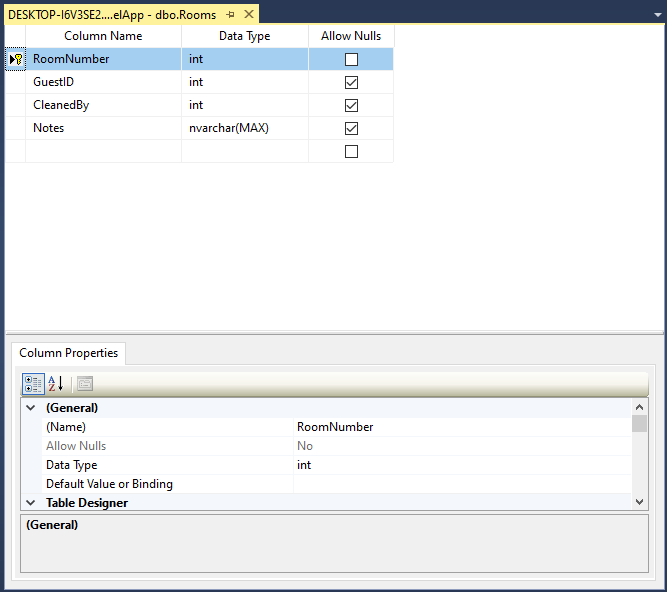 DESKTOP-I6V3SE2....elApp - dbo.Rooms
Column Name Data Type Allow Nulls
RoomNumber int
GuestID int
CleanedBy int
Notes nvarchar(MAX)
Column Properties
(General)
(Name) RoomNumber
Allow Nulls No
Data Type int
Default Value or Binding
Table Designer
(General)